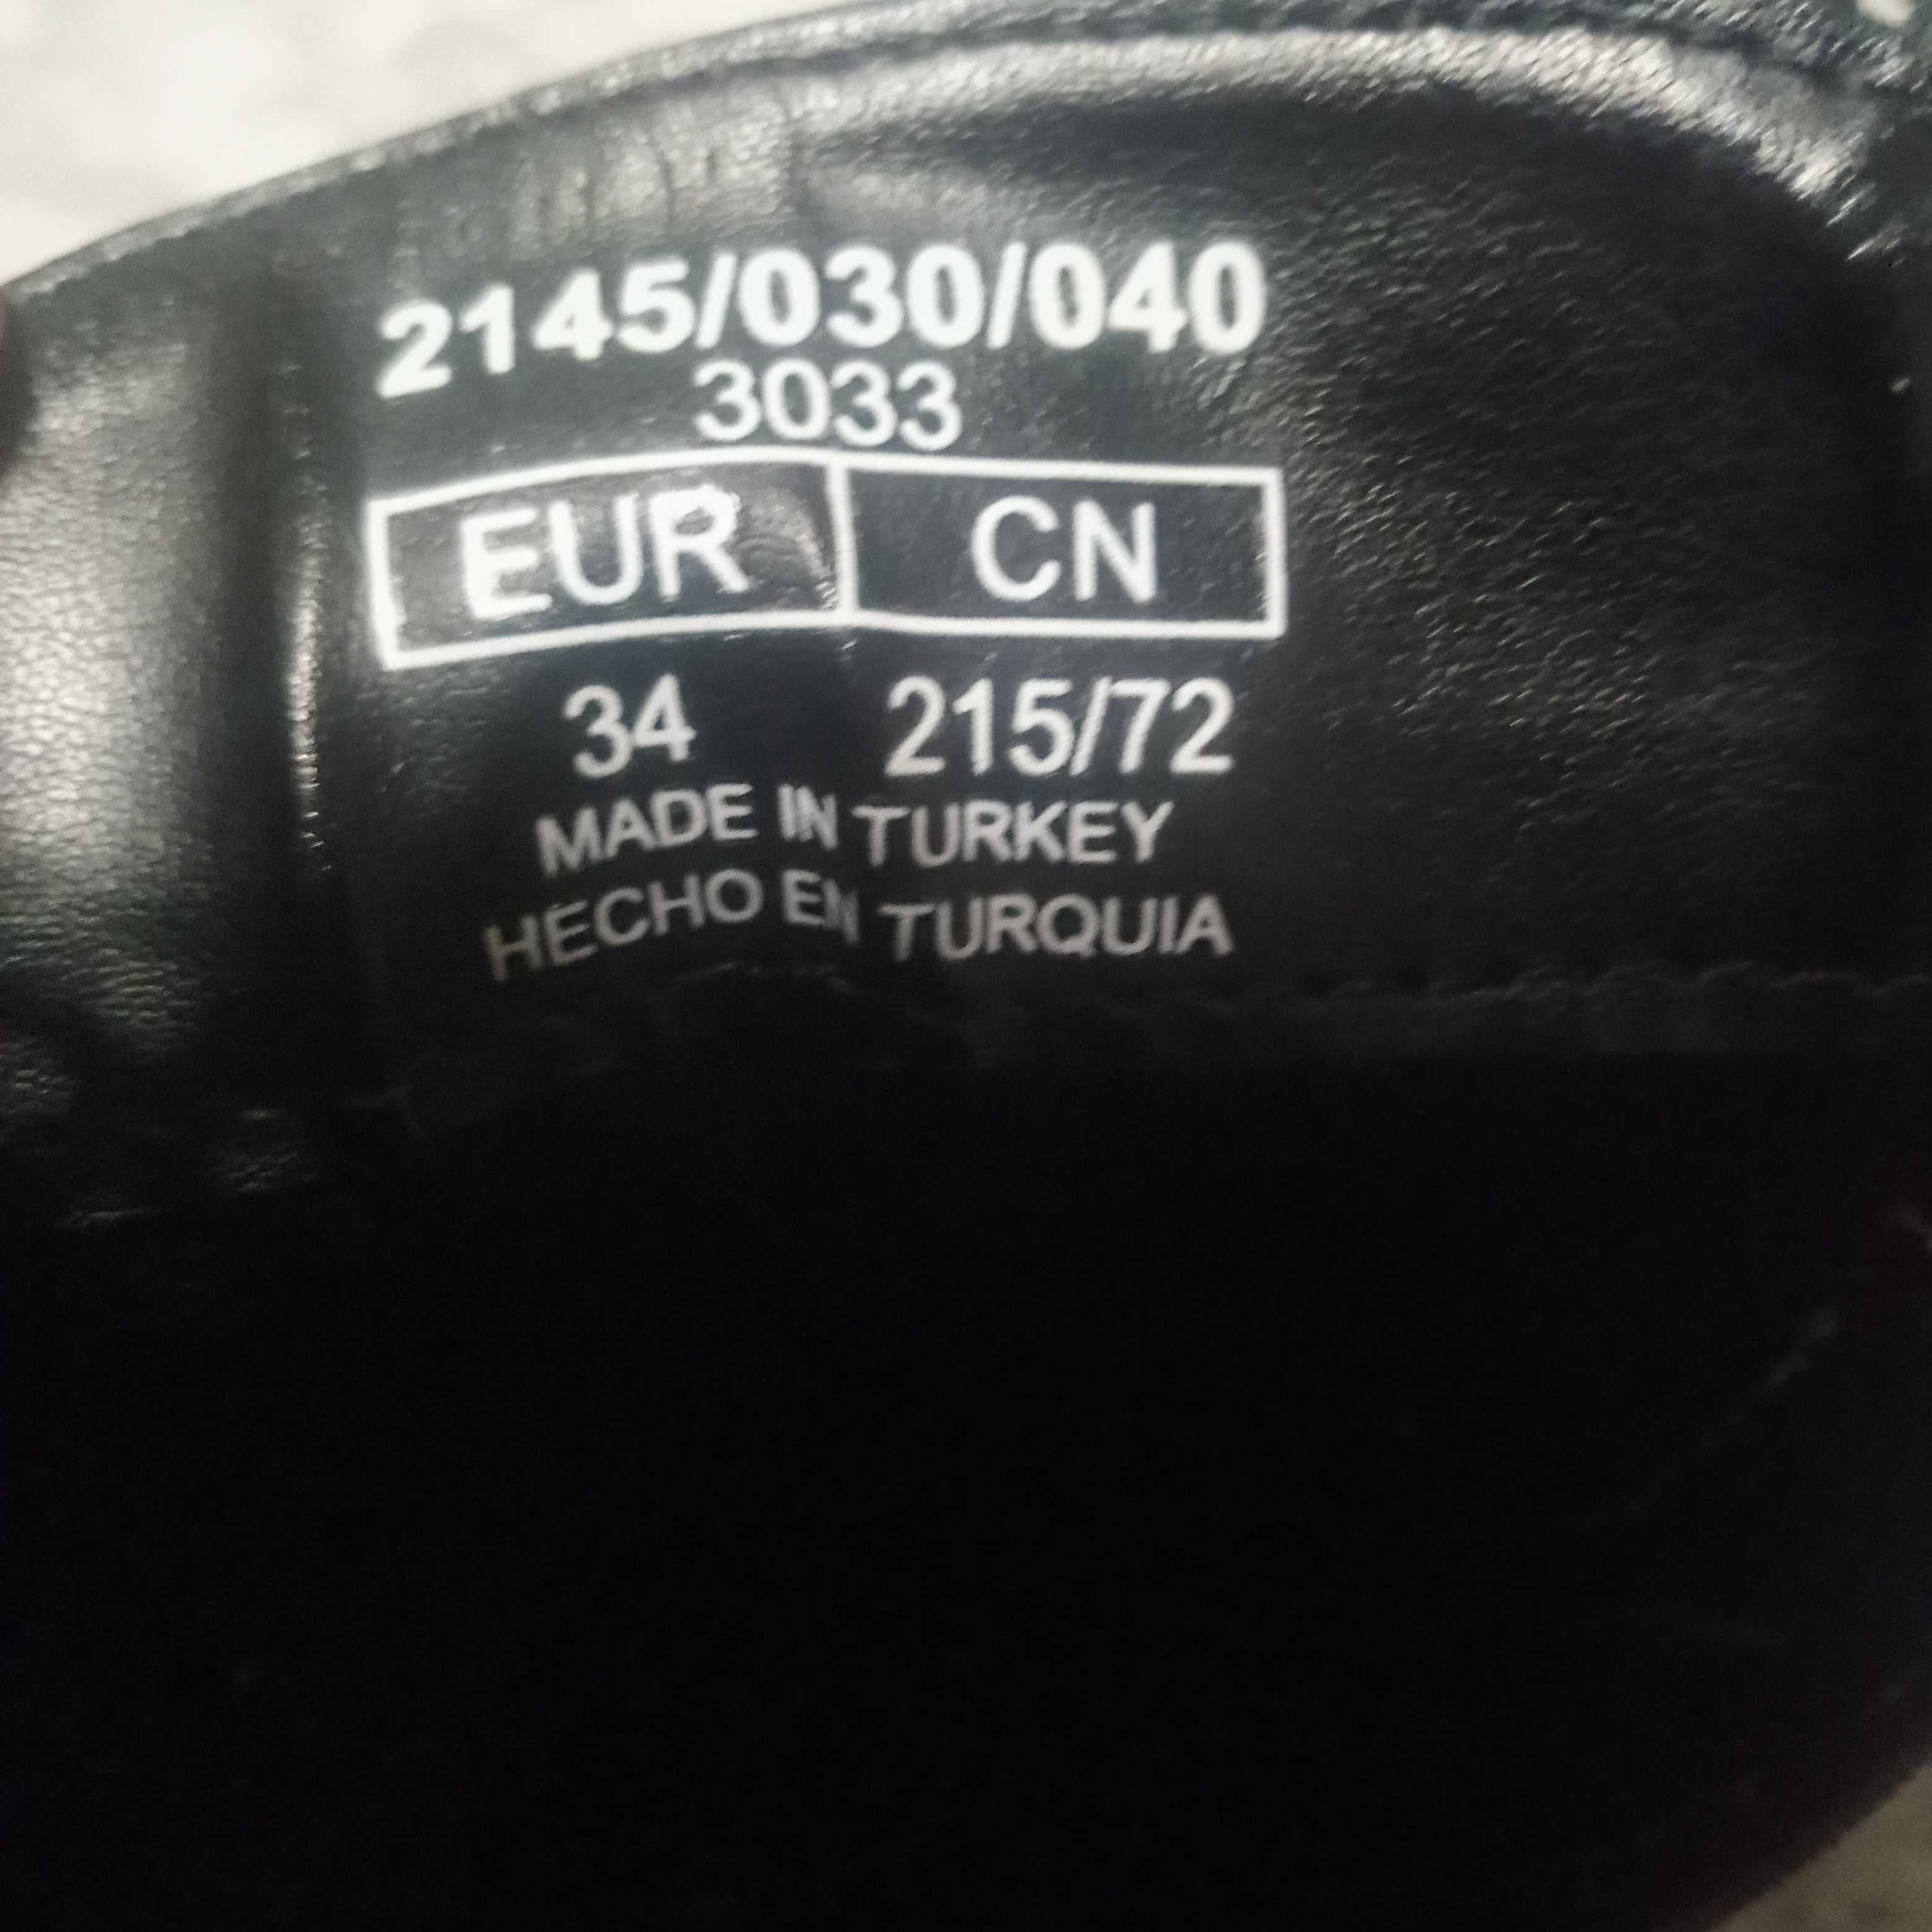 2145/030/040
3033
EUR CN
34 215/72
MADE IN TURKEY
HECHO EN TURQUIA